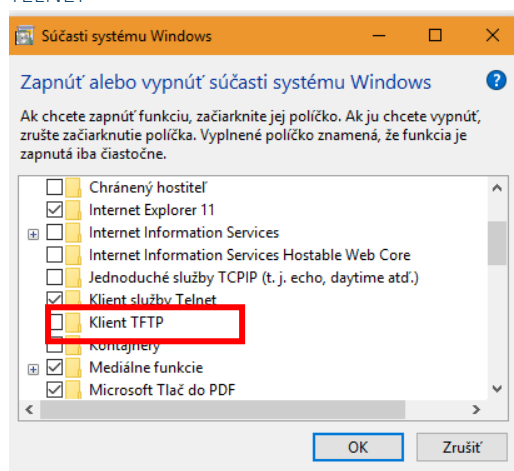 TELNET
Súčasti systému Windows
Zapnúť alebo vypnúť súčasti systému Windows
Ak chcete zapnúť funkciu, začiarknite jej políčko. Ak ju chcete vypnúť,
zrušte začiarknutie políčka. Vyplnené políčko znamená, že funkcia je
zapnutá iba čiastočne.
Chránený hostiteľ
Internet Explorer 11
Internet Information Services
Internet Information Services Hostable Web Core
Jednoduché služby TCPIP (t. j. echo, daytime atď.)
Klient služby Telnet
Klient TFTP
Kontajnery
Mediálne funkcie
Microsoft Tlač do PDF
OK
Zrušiť